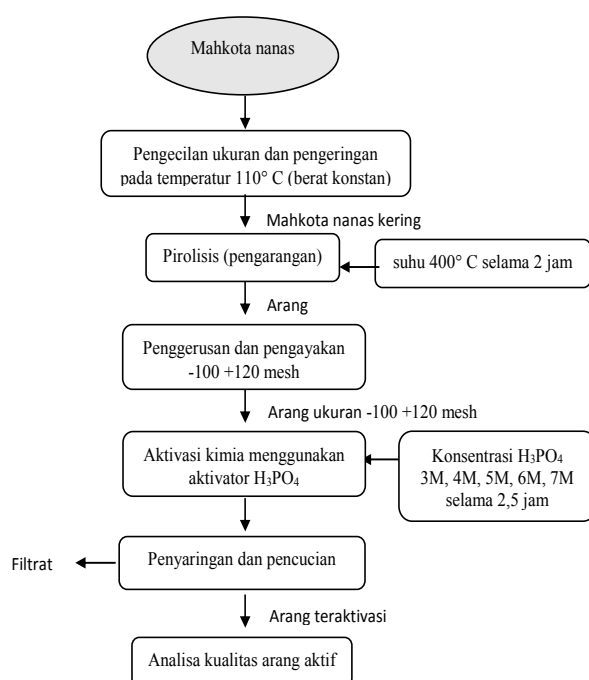 Mahkota nanas
Pengecilan ukuran dan pengeringan
pada temperatur 110° C (berat konstan)
Mahkota nanas kering
Pirolisis (pengarangan)
suhu 400° C selama 2 jam
Arang
Penggerusan dan pengayakan
-100 +120 mesh
Arang ukuran -100 +120 mesh
Aktivasi kimia menggunakan
aktivator H₃PO₄
Konsentrasi H₃PO₄
3M, 4M, 5M, 6M, 7M
selama 2,5 jam
Penyaringan dan pencucian
Filtrat
Arang teraktivasi
Analisa kualitas arang aktif